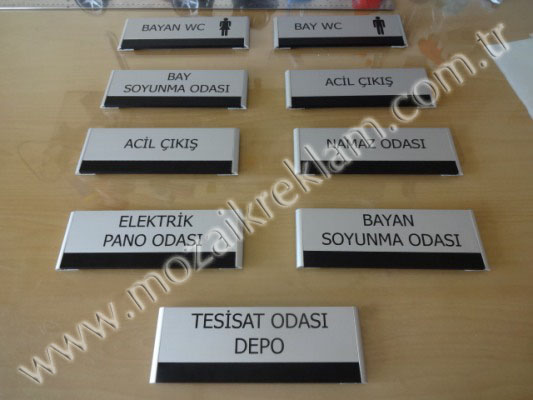 BAYAN WC
BAY WC
BAY
SOYUNMA ODASI
ACİL ÇIKIŞ
ACİL ÇIKIŞ
NAMAZ ODASI
ELEKTRİK
PANO ODASI
BAYAN
SOYUNMA ODASI
TESİSAT ODASI
DEPO
www.mozaikreklam.com.tr